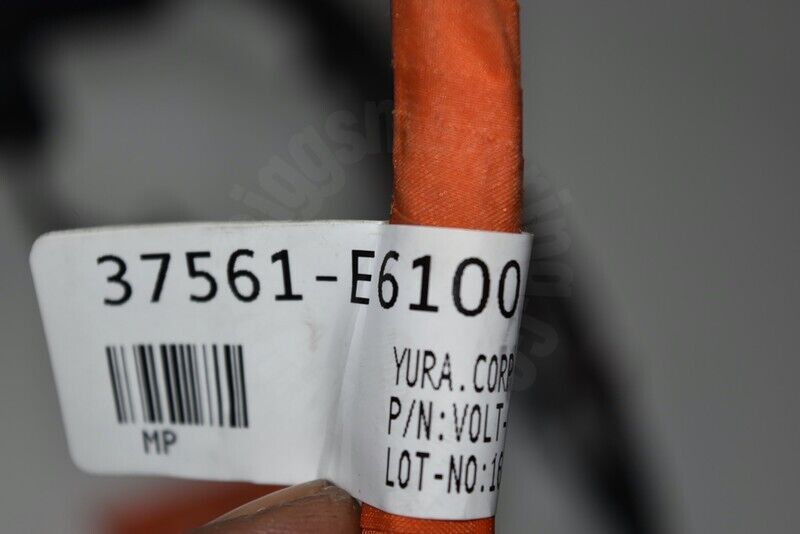 37561-E6100
MP
YURA.CORP
P/N:VOLT-
LOT-NO:16